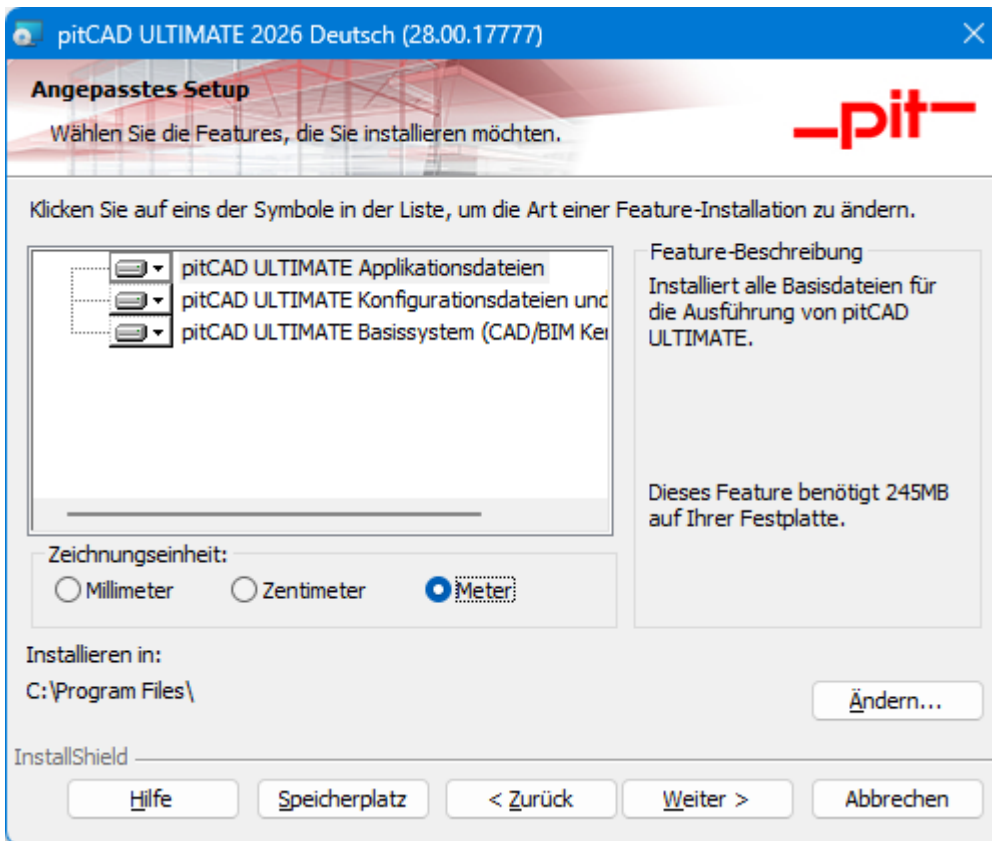 pitCAD ULTIMATE 2026 Deutsch (28.00.17777)
Angepasstes Setup
Wählen Sie die Features, die Sie installieren möchten.
pit
Klicken Sie auf eins der Symbole in der Liste, um die Art einer Feature-Installation zu ändern.
pitCAD ULTIMATE Applikationsdateien
pitCAD ULTIMATE Konfigurationsdateien und
pitCAD ULTIMATE Basissystem (CAD/BIM
Feature-Beschreibung
Installiert alle Basisdateien für
die Ausführung von pitCAD
ULTIMATE.
Dieses Feature benötigt 245MB
auf Ihrer Festplatte.
Zeichnungseinheit:
Millimeter Zentimeter Meter
Installieren in:
C:\Program Files\
Ändern...
InstallShield
Hilfe Speicherplatz < Zurück Weiter > Abbrechen